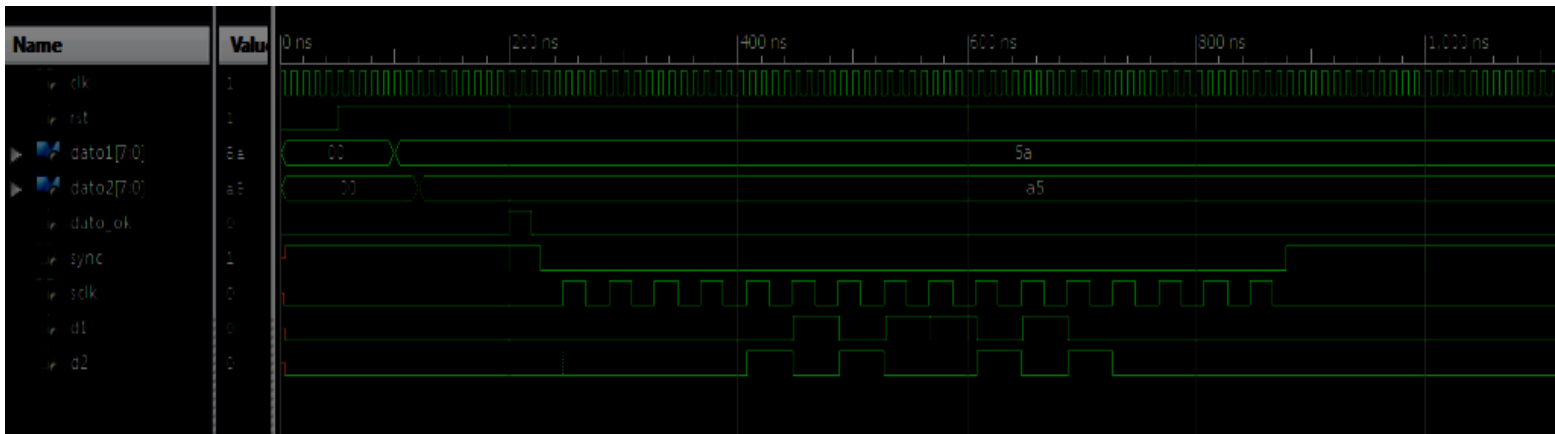 Name Value 0 ns 200 ns 400 ns 600 ns 800 ns 1,000 ns
clk 1
rst 1
dato1[7:0] 5a 00 5a
dato2[7:0] a5 00 a5
dato_ok 0
sync 1
sclk 0
d1 0
d2 0